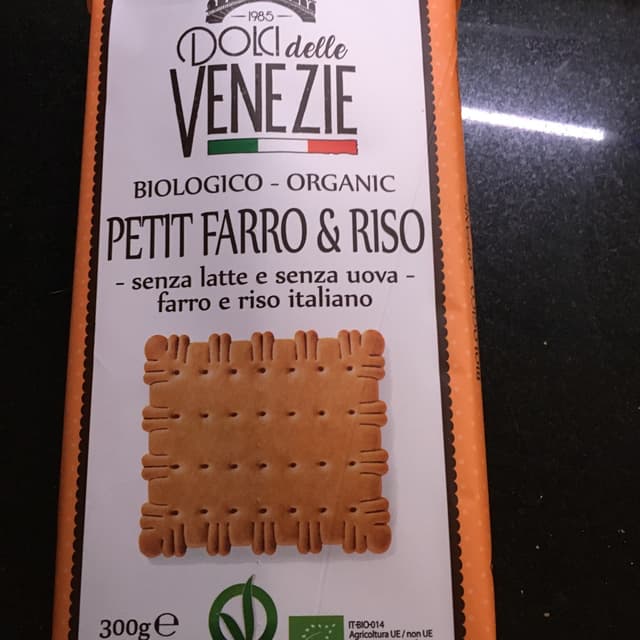 1985
DOLCI delle
VENEZIE
BIOLOGICO - ORGANIC
PETIT FARRO & RISO
- senza latte e senza uova -
farro e riso italiano
300g e
IT-BIO-014
Agricoltura UE / non UE